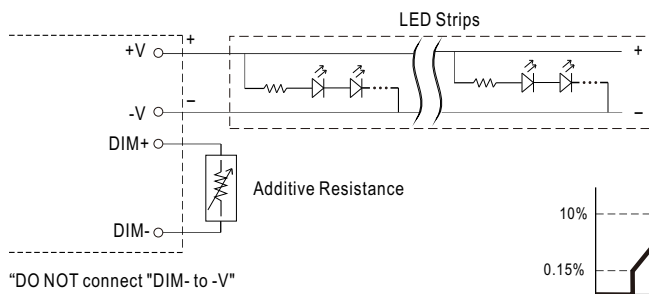 LED Strips
+V + +
-V − −
DIM+
Additive Resistance
DIM-
"DO NOT connect "DIM- to -V"
10%
0.15%